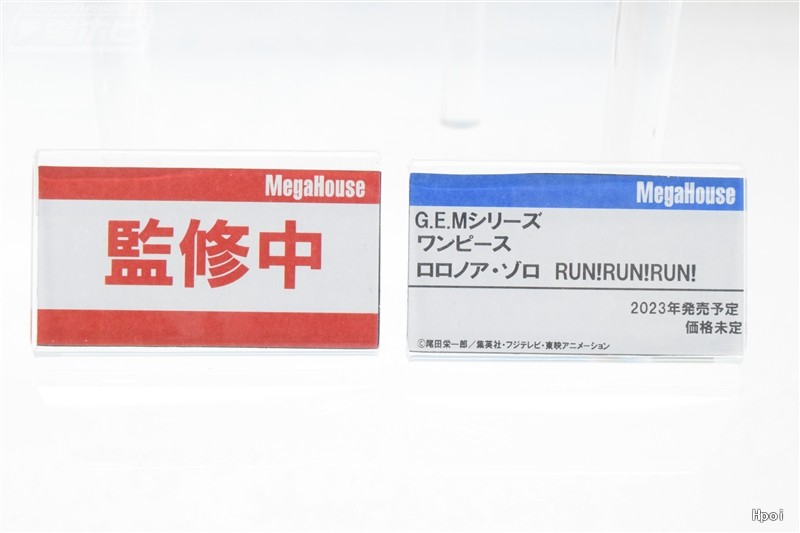 MegaHouse
監修中
MegaHouse
G.E.Mシリーズ
ワンピース
ロロノア・ゾロ RUN!RUN!RUN!
2023年発売予定
価格未定
©尾田栄一郎／集英社・フジテレビ・東映アニメーション
Hpoi